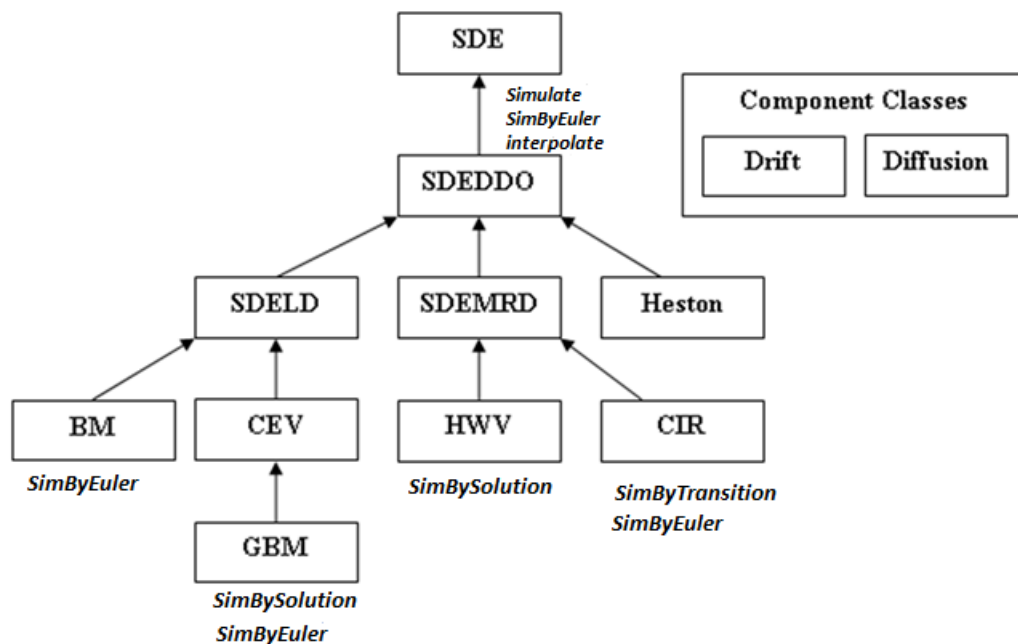 SDE
Simulate
SimByEuler
interpolate
Component Classes
Drift
Diffusion
SDEDDO
SDELD
SDEMRD
Heston
BM
CEV
HWV
CIR
SimByEuler
SimBySolution
SimByTransition
SimByEuler
GBM
SimBySolution
SimByEuler